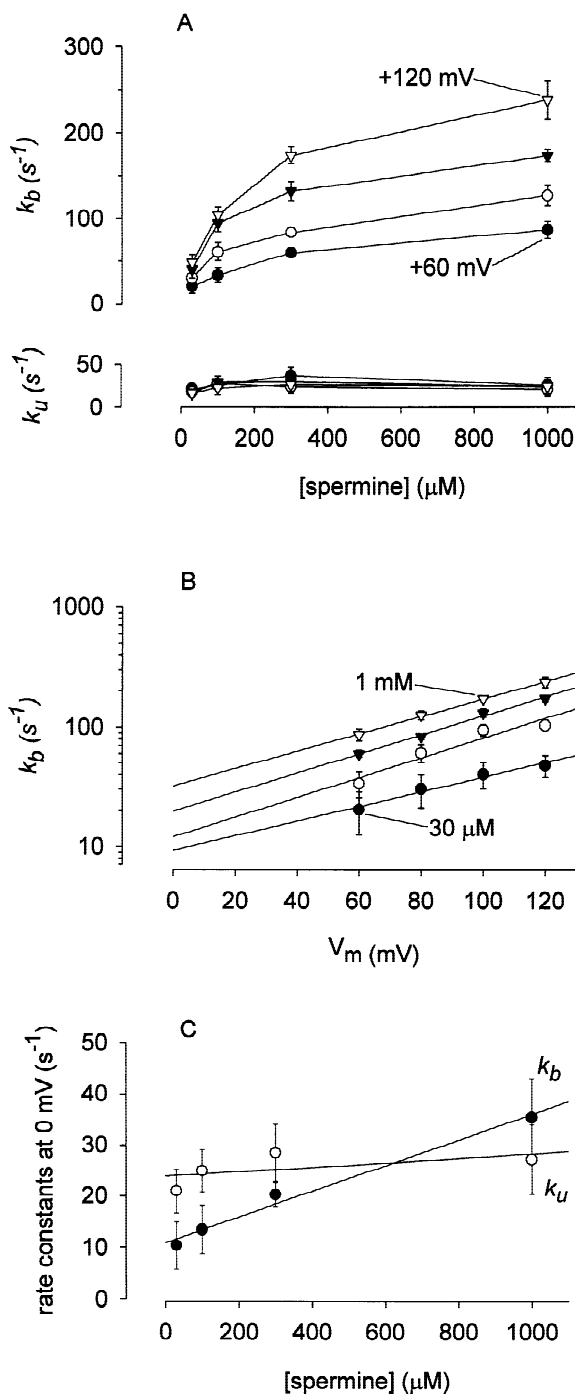 A
300
200
100
0
k_b (s⁻¹)
+120 mV
+60 mV
50
0
k_u (s⁻¹)
0 200 400 600 800 1000
[spermine] (μM)
B
1000
100
10
k_b (s⁻¹)
1 mM
30 μM
0 20 40 60 80 100 120
V_m (mV)
C
50
40
30
20
10
0
rate constants at 0 mV (s⁻¹)
k_b
k_u
0 200 400 600 800 1000
[spermine] (μM)